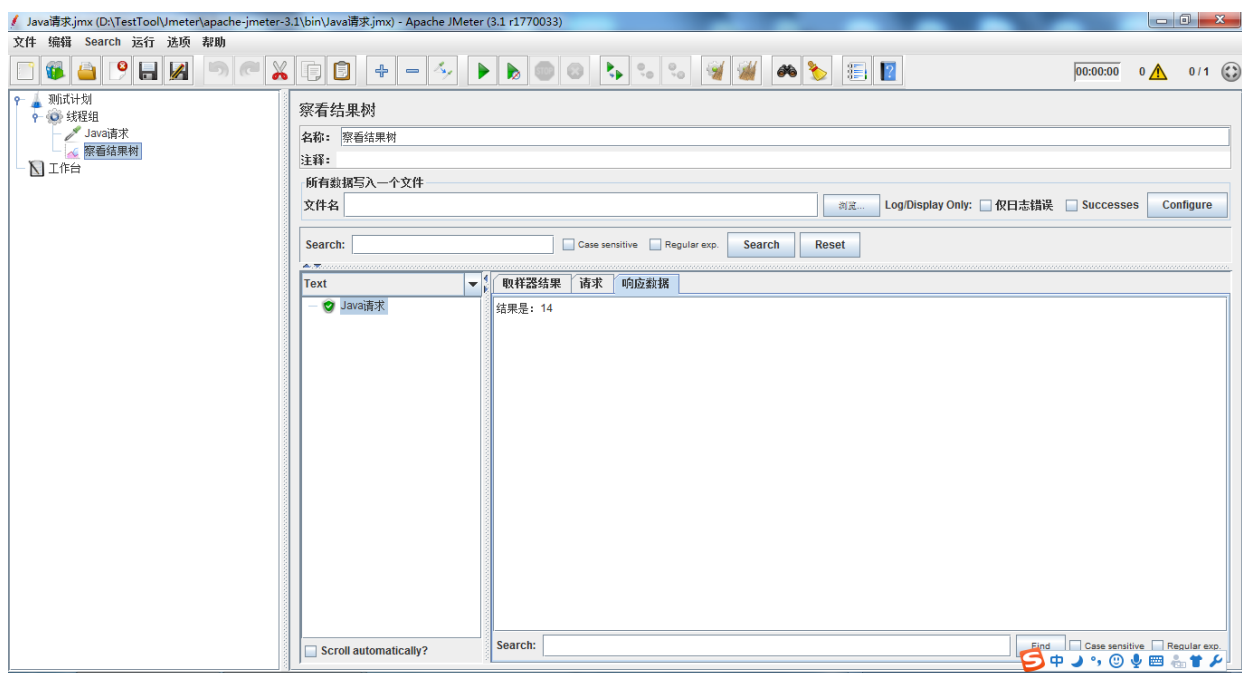 Java请求.jmx (D:\TestTool\Jmeter\apache-jmeter-3.1\bin\Java请求.jmx) - Apache JMeter (3.1 r1770033)
文件 编辑 Search 运行 选项 帮助
00:00:00 0 0 / 1
测试计划
线程组
Java请求
察看结果树
工作台
察看结果树
名称: 察看结果树
注释:
所有数据写入一个文件
文件名 浏览... Log/Display Only: 仅日志错误 Successes Configure
Search: Case sensitive Regular exp. Search Reset
Text
Java请求
Scroll automatically?
取样器结果 请求 响应数据
结果是: 14
Search: Find Case sensitive Regular exp.
中